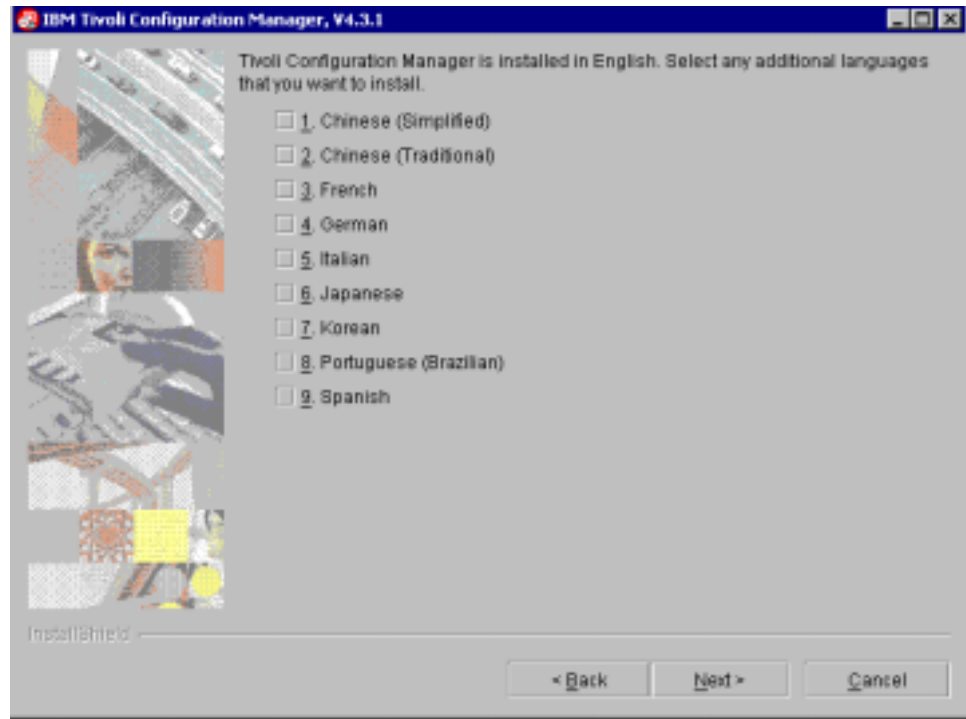 IBM Tivoli Configuration Manager, V4.3.1
Tivoli Configuration Manager is installed in English. Select any additional languages
that you want to install.
1. Chinese (Simplified)
2. Chinese (Traditional)
3. French
4. German
5. Italian
6. Japanese
7. Korean
8. Portuguese (Brazilian)
9. Spanish
InstallShield
< Back
Next >
Cancel